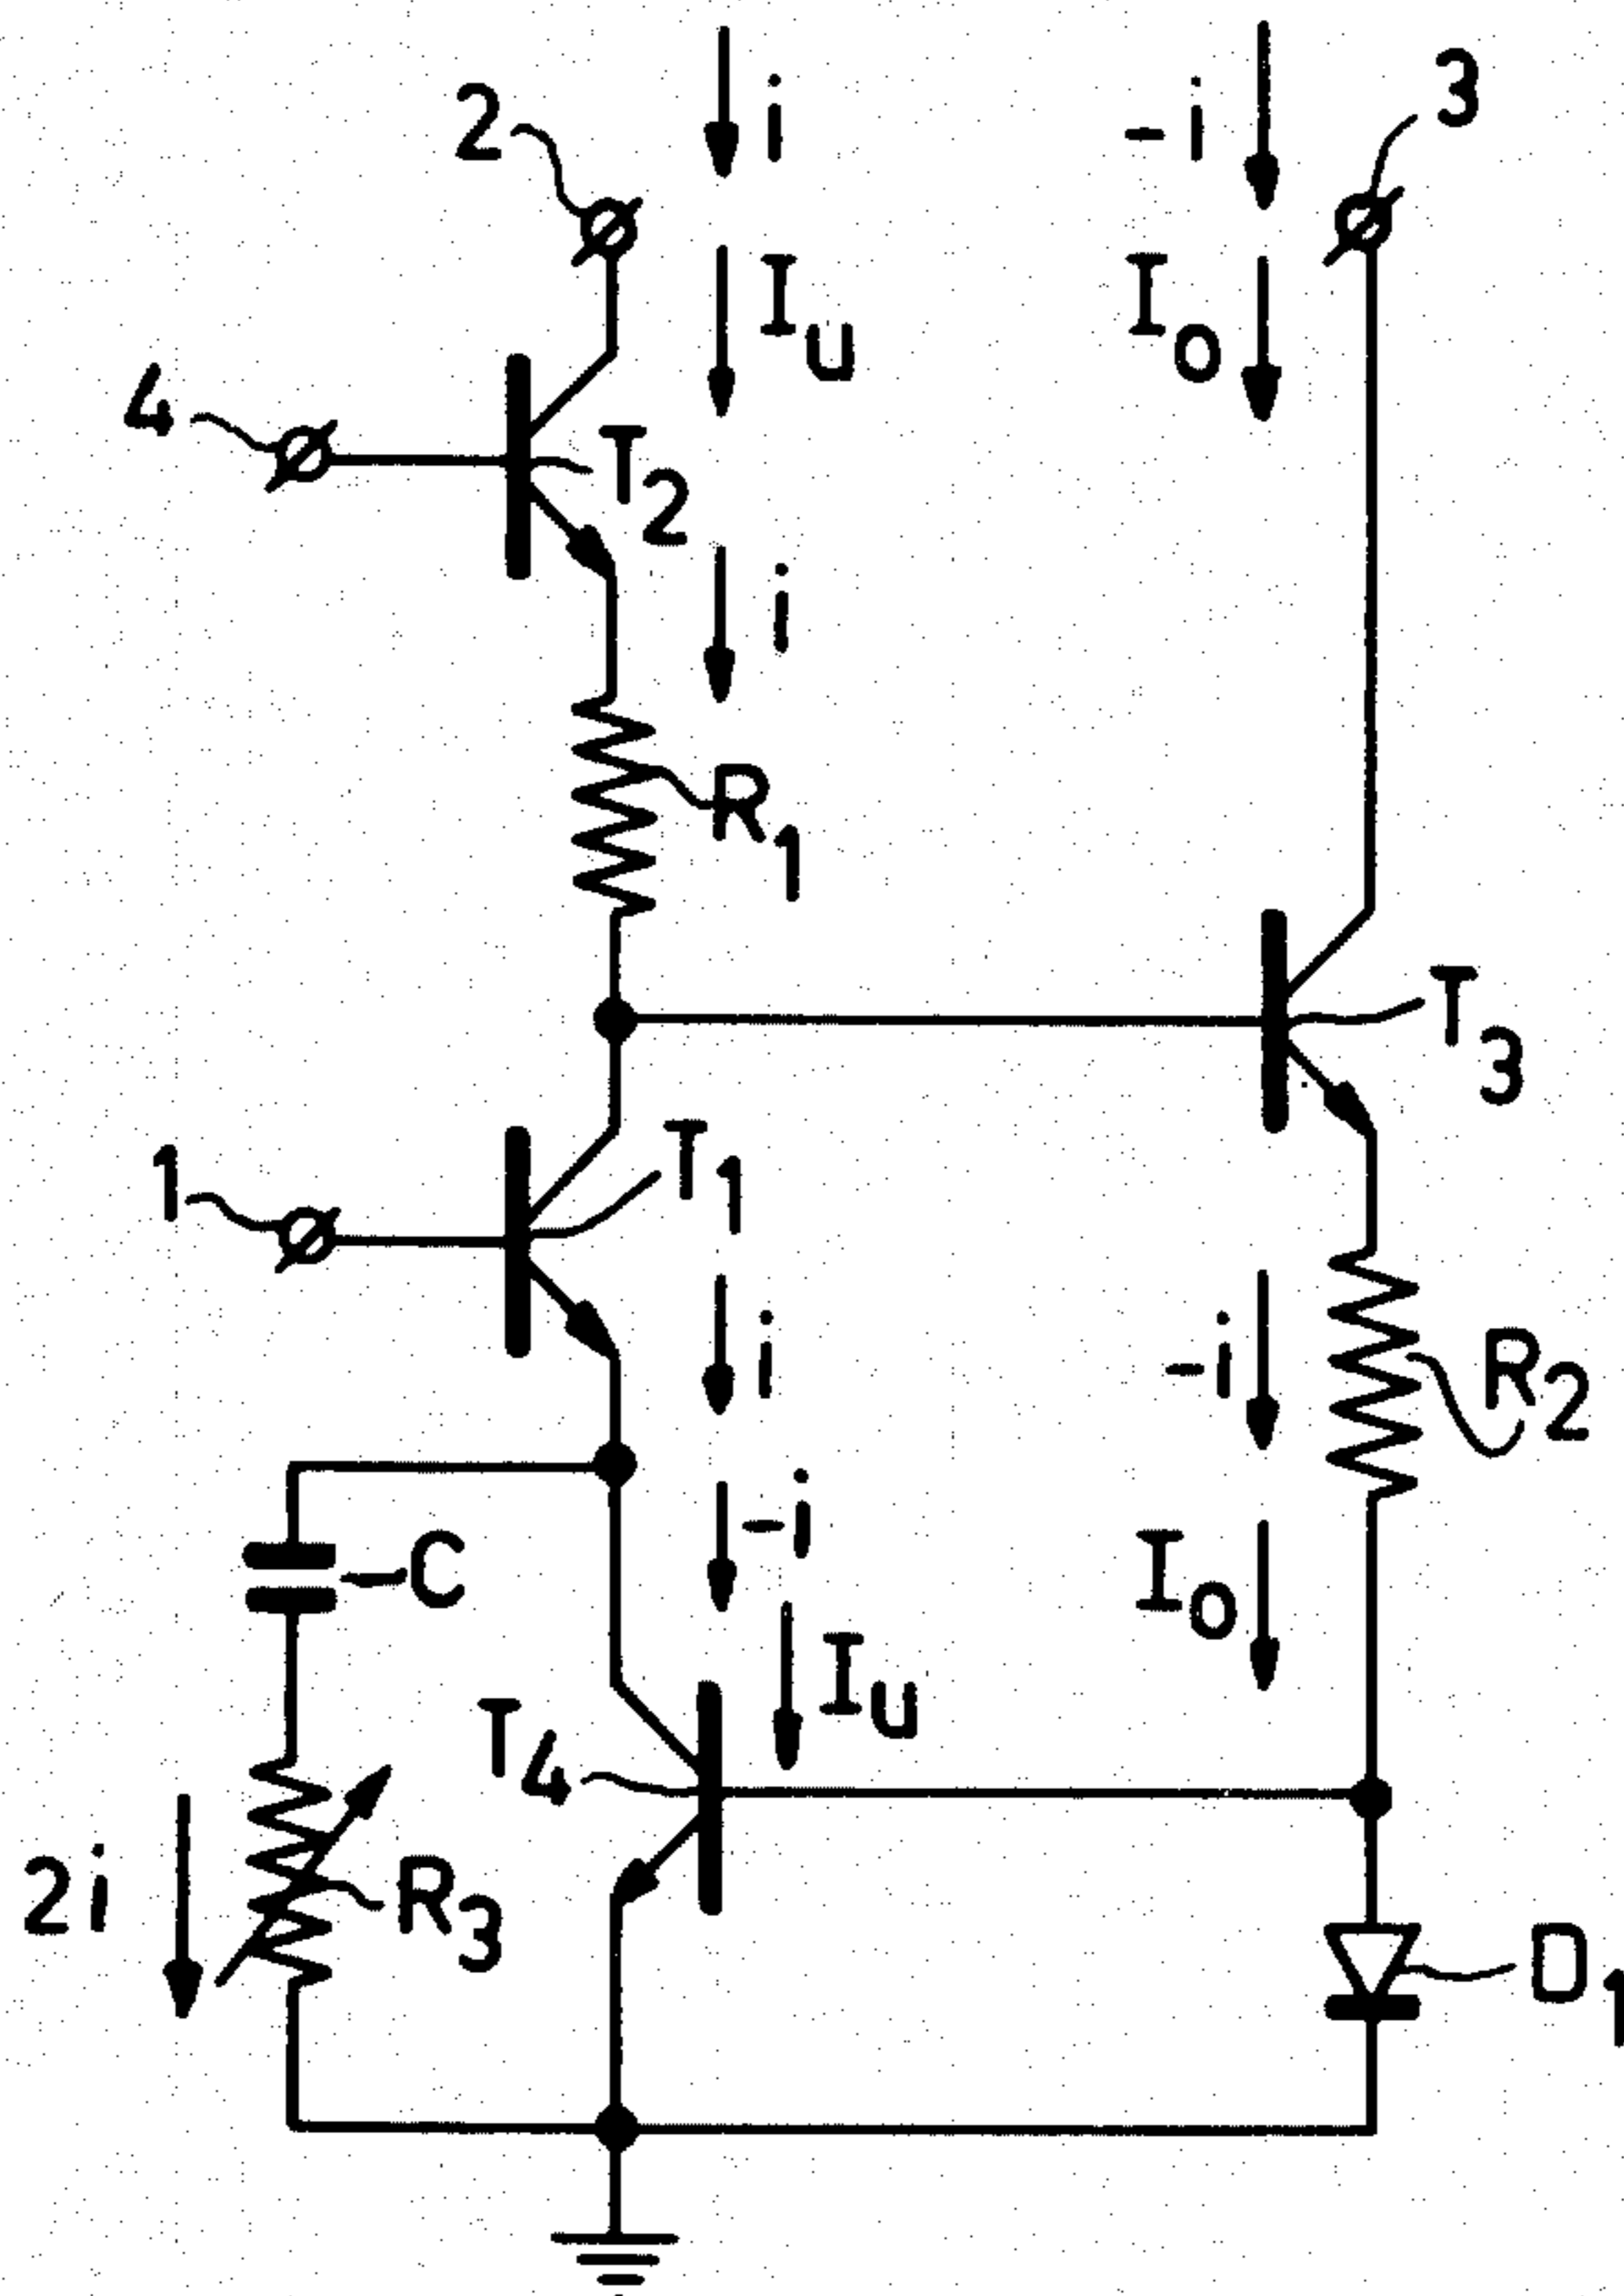 2
i
-i
3
I_u
I_o
4
T_2
i
R_1
T_3
1
T_1
i
-i
R_2
-i
C
I_o
I_u
T_4
2i
R_3
D_1